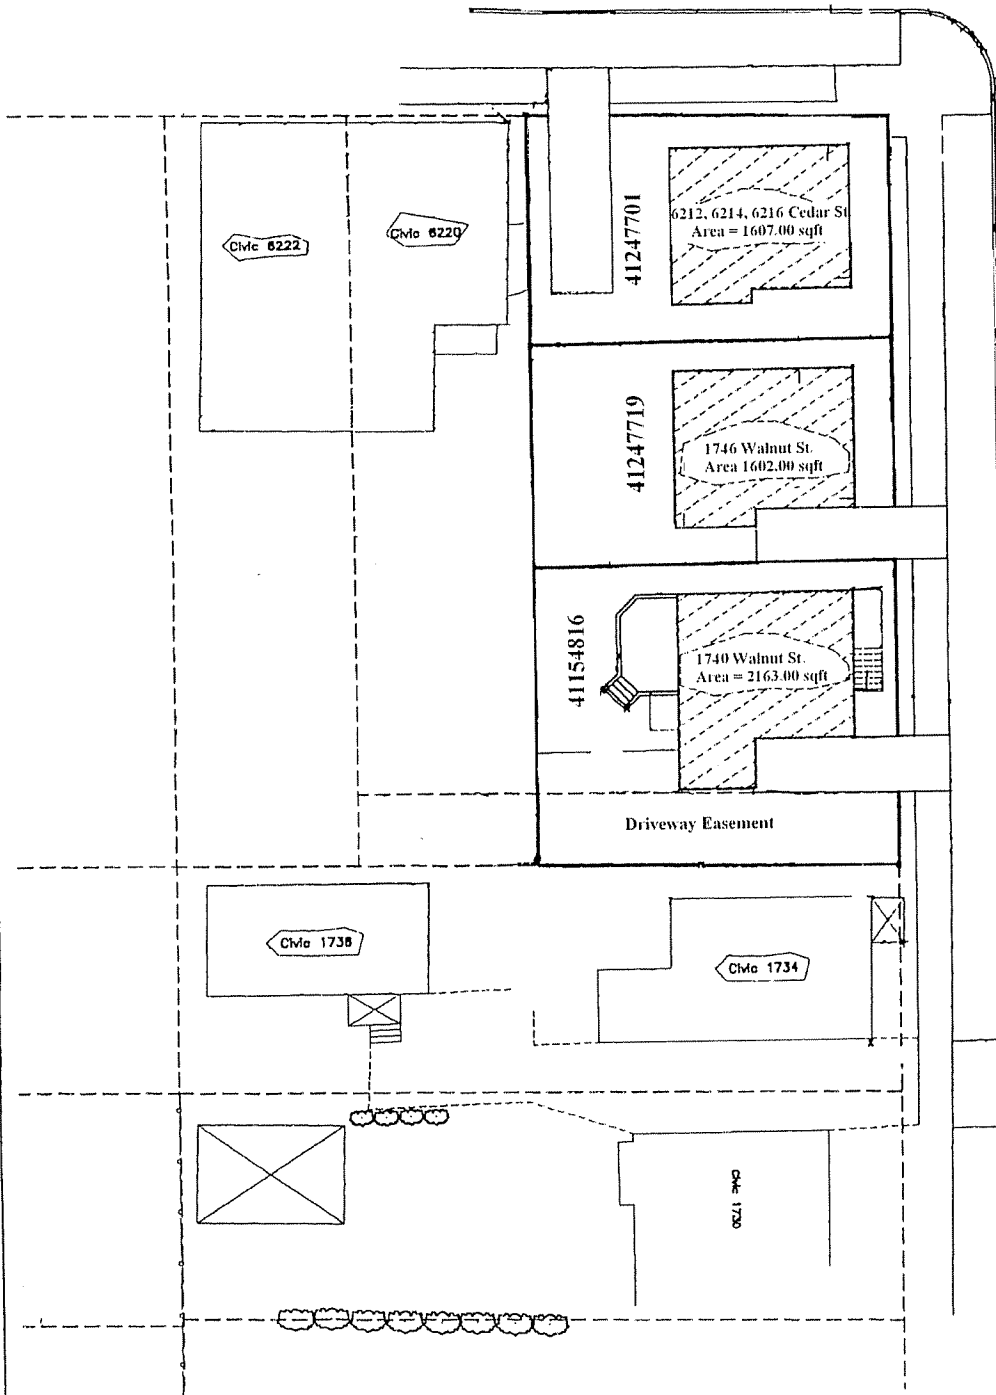 41247701
6212, 6214, 6216 Cedar St
Area = 1607.00 sqft
Civic 6222
Civic 6220
41247719
1746 Walnut St.
Area 1602.00 sqft
41154816
1740 Walnut St.
Area = 2163.00 sqft
Driveway Easement
Civic 1736
Civic 1734
Civic 1730